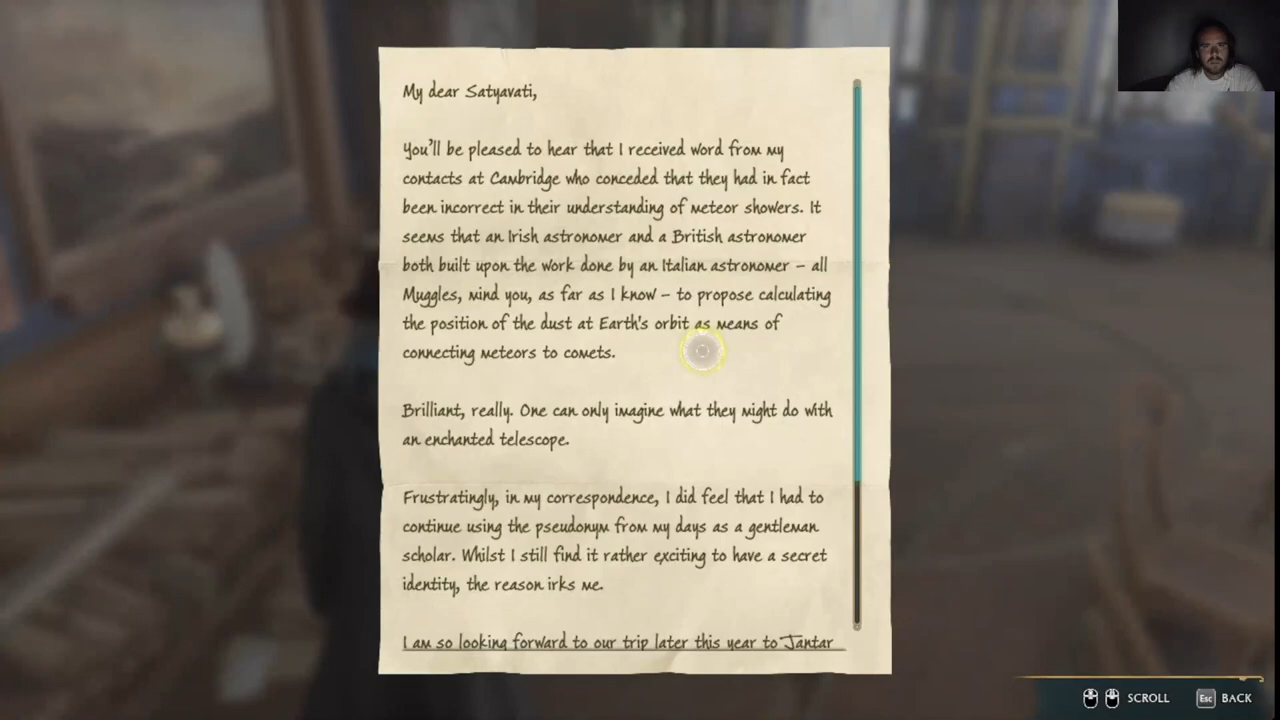 My dear Satyavati,
You'll be pleased to hear that I received word from my
contacts at Cambridge who conceded that they had in fact
been incorrect in their understanding of meteor showers. It
seems that an Irish astronomer and a British astronomer
both built upon the work done by an Italian astronomer – all
Muggles, mind you, as far as I know – to propose calculating
the position of the dust at Earth's orbit as means of
connecting meteors to comets.
Brilliant, really. One can only imagine what they might do with
an enchanted telescope.
Frustratingly, in my correspondence, I did feel that I had to
continue using the pseudonym from my days as a gentleman
scholar. Whilst I still find it rather exciting to have a secret
identity, the reason irks me.
I am so looking forward to our trip later this year to Jantar
SCROLL
Esc BACK